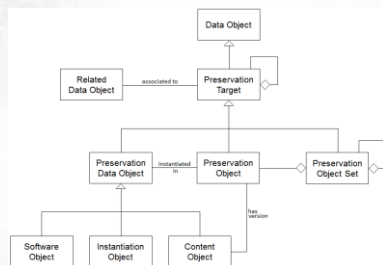 Data Object
Related
Data Object
associated to
Preservation
Target
Preservation
Data Object
instantiated
in
Preservation
Object
Preservation
Object Set
has
version
Software
Object
Instantiation
Object
Content
Object